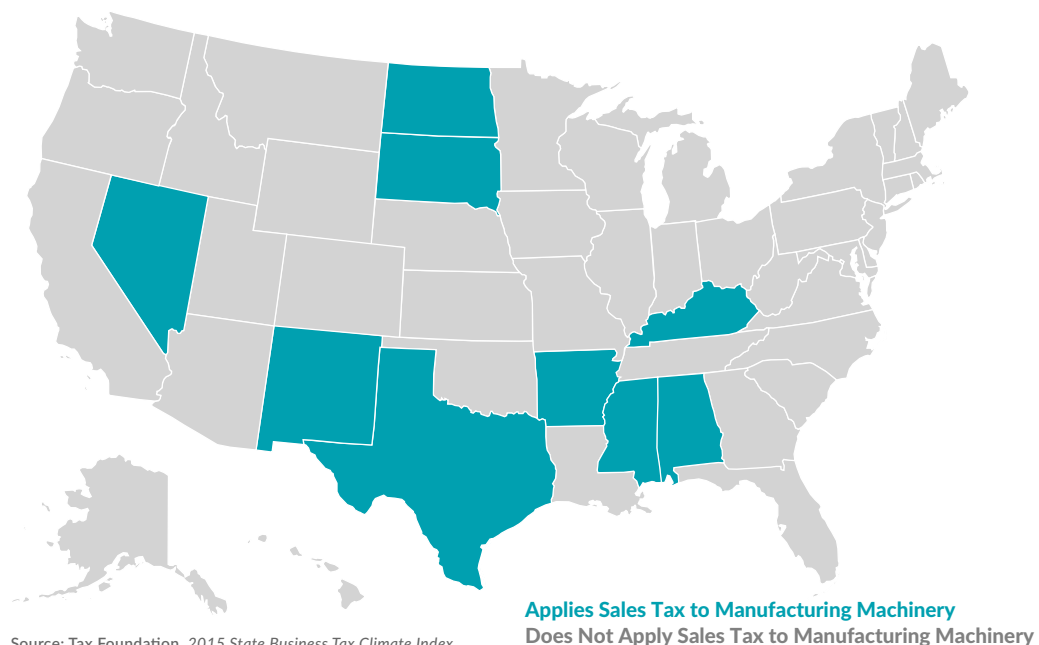 Applies Sales Tax to Manufacturing Machinery
Does Not Apply Sales Tax to Manufacturing Machinery
Source: Tax Foundation, 2015 State Business Tax Climate Index